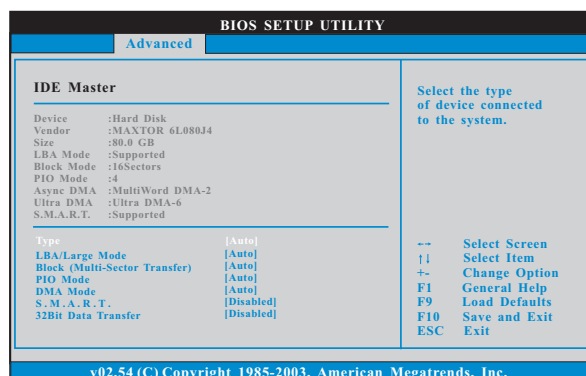 BIOS SETUP UTILITY
Advanced
IDE Master
Device :Hard Disk
Vendor :MAXTOR 6L080J4
Size :80.0 GB
LBA Mode :Supported
Block Mode :16Sectors
PIO Mode :4
Async DMA :MultiWord DMA-2
Ultra DMA :Ultra DMA-6
S.M.A.R.T. :Supported
Type [Auto]
LBA/Large Mode [Auto]
Block (Multi-Sector Transfer) [Auto]
PIO Mode [Auto]
DMA Mode [Auto]
S.M.A.R.T. [Disabled]
32Bit Data Transfer [Disabled]
Select the type
of device connected
to the system.
←→ Select Screen
↑↓ Select Item
+- Change Option
F1 General Help
F9 Load Defaults
F10 Save and Exit
ESC Exit
v02.54 (C) Copyright 1985-2003, American Megatrends, Inc.